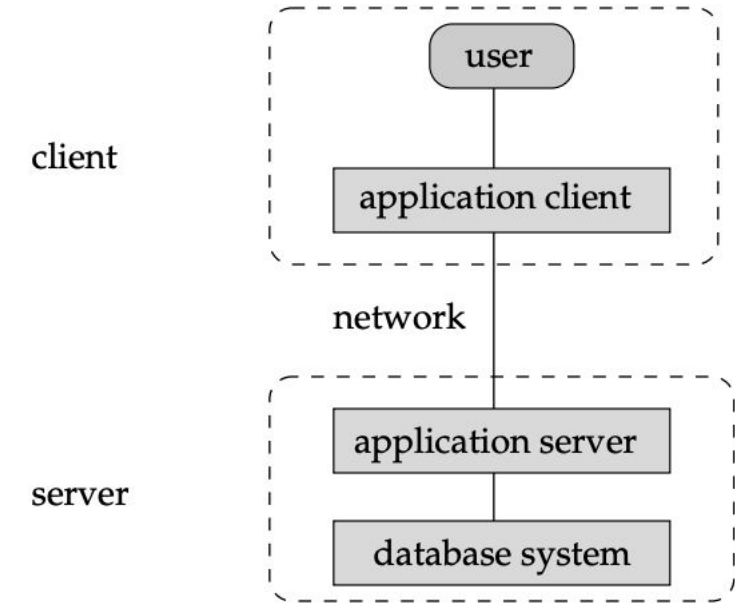 user
client
application client
network
application server
server
database system